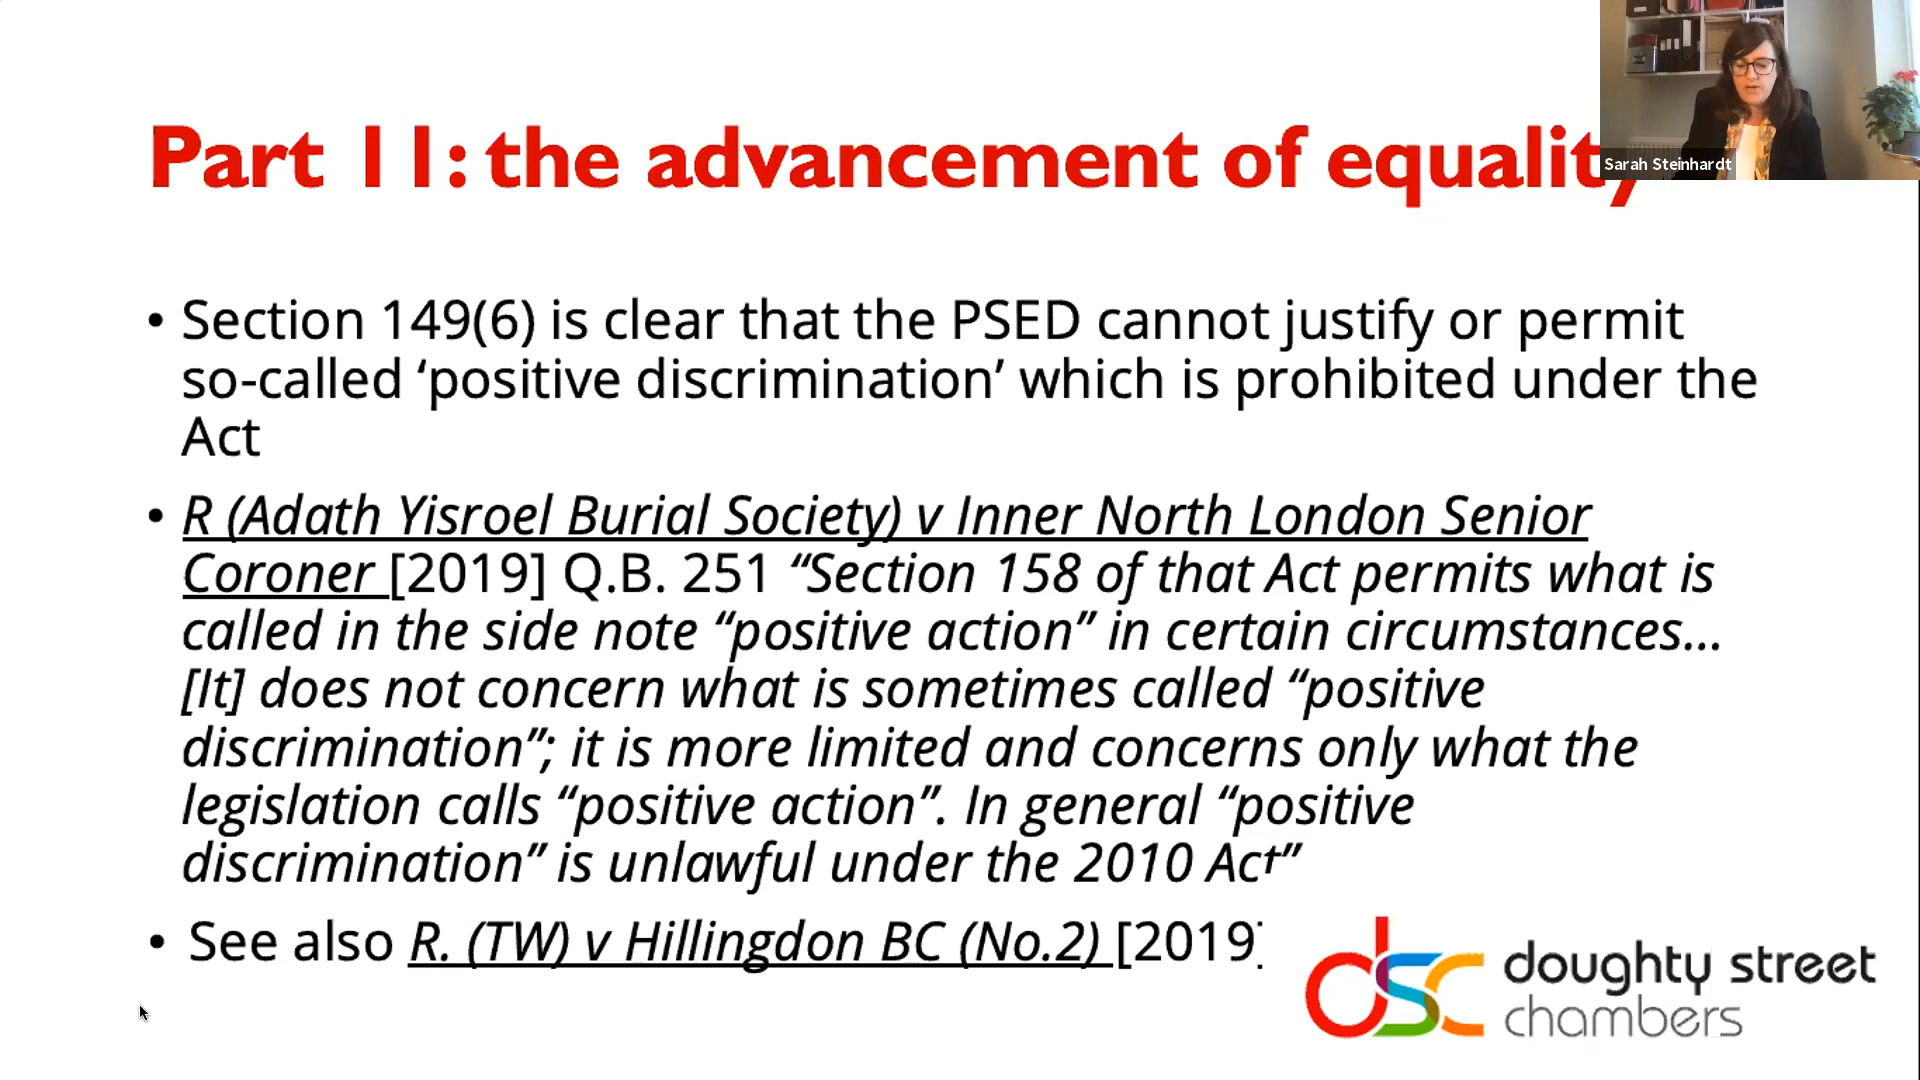 Part 11: the advancement of equality
Sarah Steinhardt
• Section 149(6) is clear that the PSED cannot justify or permit
so-called ‘positive discrimination’ which is prohibited under the
Act
• R (Adath Yisroel Burial Society) v Inner North London Senior
Coroner [2019] Q.B. 251 “Section 158 of that Act permits what is
called in the side note “positive action” in certain circumstances…
[It] does not concern what is sometimes called “positive
discrimination”; it is more limited and concerns only what the
legislation calls “positive action”. In general “positive
discrimination” is unlawful under the 2010 Act”
• See also R. (TW) v Hillingdon BC (No.2) [2019]
dsc
doughty street
chambers